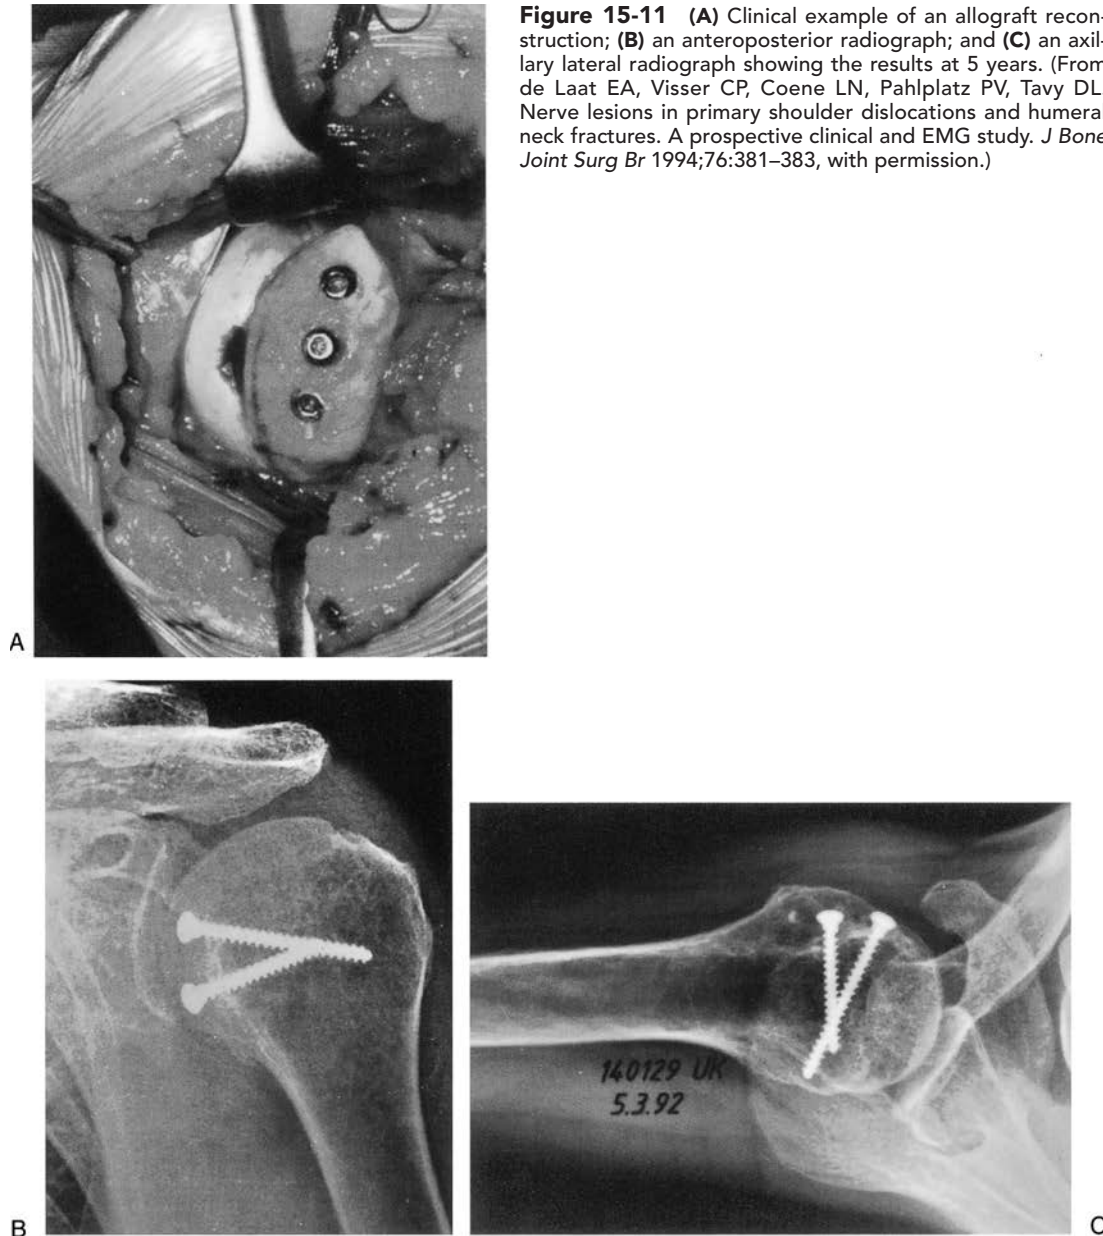 Figure 15-11 (A) Clinical example of an allograft recon-
struction; (B) an anteroposterior radiograph; and (C) an axil-
lary lateral radiograph showing the results at 5 years. (From
de Laat EA, Visser CP, Coene LN, Pahlplatz PV, Tavy DL.
Nerve lesions in primary shoulder dislocations and humeral
neck fractures. A prospective clinical and EMG study. J Bone
Joint Surg Br 1994;76:381–383, with permission.)
A
140129 UK
5.3.92
B
C